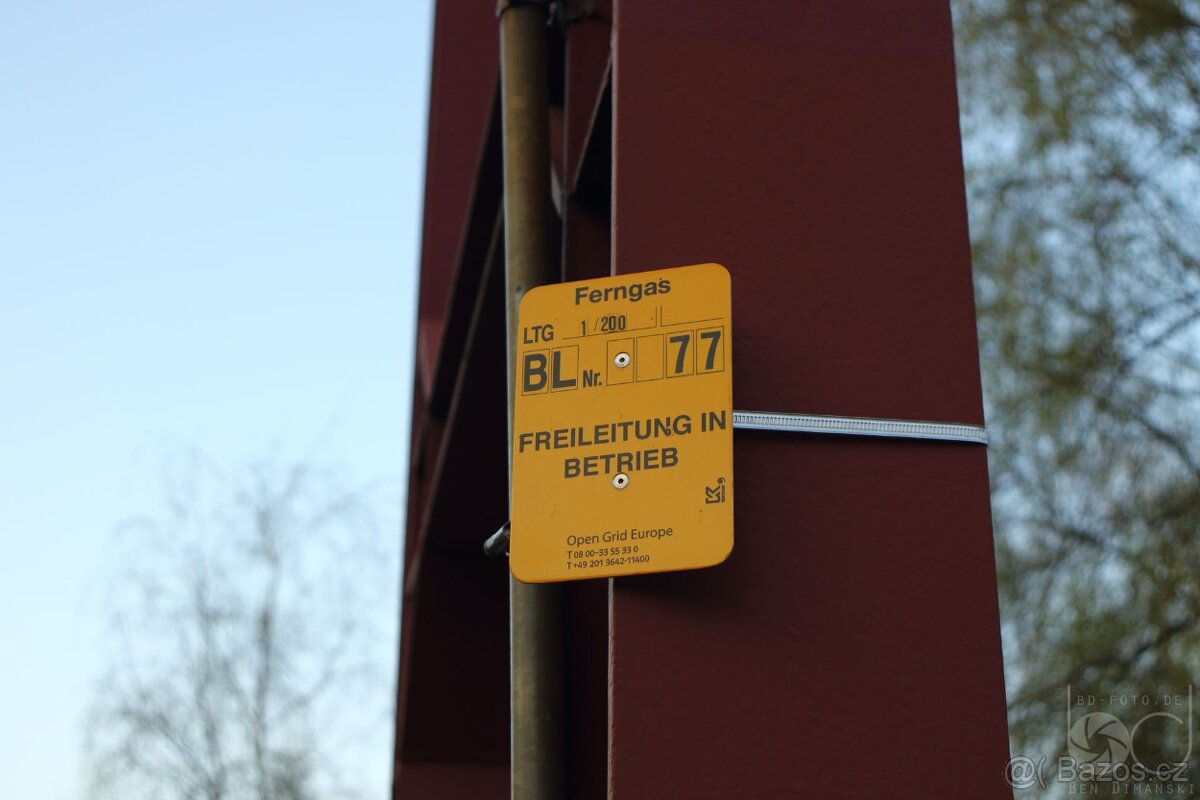 Ferngas
LTG 1/200
BL Nr. 77
FREILEITUNG IN
BETRIEB
Open Grid Europe
T 08 00-33 55 33 0
T +49 201 3642-11400
BD-FOTO.DE
Bazos.cz
BEN DIMANSKI